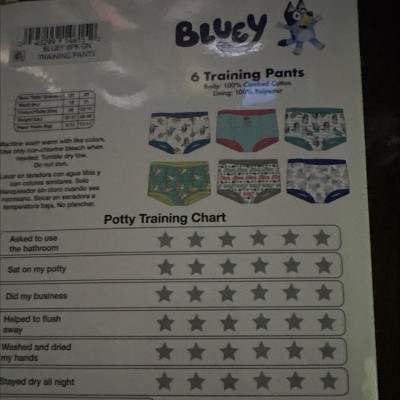 BLUEY 6PK GN
TRAINING PANTS
BLUEY
6 Training Pants
Body: 100% Combed Cotton
Lining: 100% Polyester
Machine wash warm with like colors.
Use only non-chlorine bleach when
needed. Tumble dry low.
Do not iron.
Lavar en lavadora con agua tibia y
con colores similares. Solo
blanqueador sin cloro cuando sea
necesario. Secar en secadora a
temperatura baja. No planchar.
Potty Training Chart
Asked to use
the bathroom
Sat on my potty
Did my business
Helped to flush
away
Washed and dried
my hands
Stayed dry all night